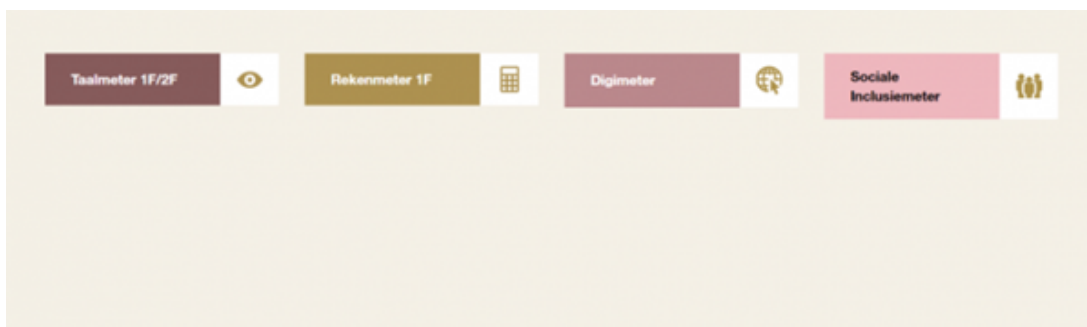 Taalmeter 1F/2F
Rekenmeter 1F
Digimeter
Sociale
Inclusiemeter